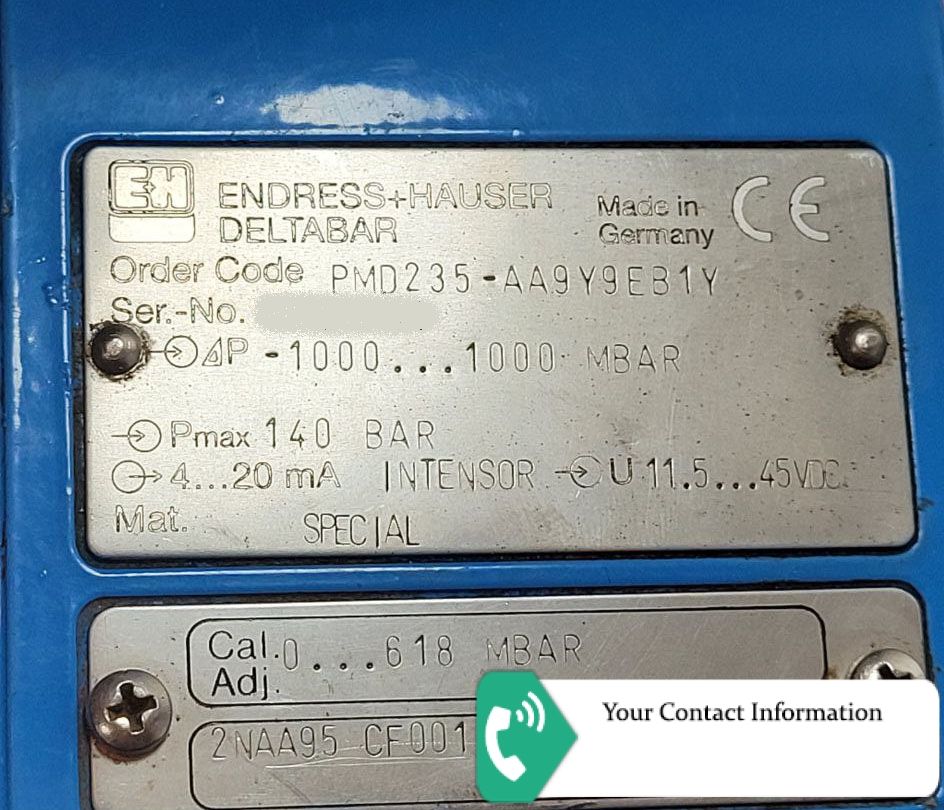 E+H ENDRESS+HAUSER
DELTABAR
Made in
Germany
CE
Order Code PMD235-AA9Y9EB1Y
Ser.-No.
ΔP -1000...1000 MBAR
Pmax 140 BAR
4...20 mA INTENSOR U 11.5...45VDC
Mat. SPECIAL
Cal. 0...618 MBAR
Adj.
2NAA95 CF001
Your Contact Information